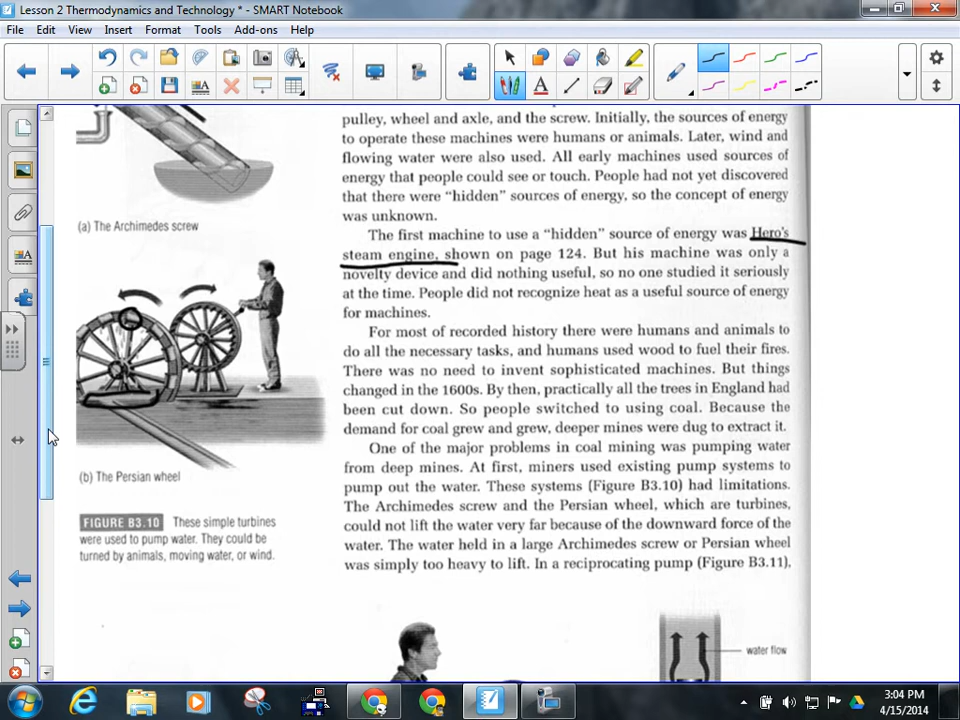 Lesson 2 Thermodynamics and Technology * - SMART Notebook
File Edit View Insert Format Tools Add-ons Help
pulley, wheel and axle, and the screw. Initially, the sources of energy
to operate these machines were humans or animals. Later, wind and
flowing water were also used. All early machines used sources of
energy that people could see or touch. People had not yet discovered
that there were “hidden” sources of energy, so the concept of energy
was unknown.
(a) The Archimedes screw
The first machine to use a “hidden” source of energy was Hero's
steam engine, shown on page 124. But his machine was only a
novelty device and did nothing useful, so no one studied it seriously
at the time. People did not recognize heat as a useful source of energy
for machines.
For most of recorded history there were humans and animals to
do all the necessary tasks, and humans used wood to fuel their fires.
There was no need to invent sophisticated machines. But things
changed in the 1600s. By then, practically all the trees in England had
been cut down. So people switched to using coal. Because the
demand for coal grew and grew, deeper mines were dug to extract it.
One of the major problems in coal mining was pumping water
from deep mines. At first, miners used existing pump systems to
pump out the water. These systems (Figure B3.10) had limitations.
The Archimedes screw and the Persian wheel, which are turbines,
could not lift the water very far because of the downward force of the
water. The water held in a large Archimedes screw or Persian wheel
was simply too heavy to lift. In a reciprocating pump (Figure B3.11),
(b) The Persian wheel
FIGURE B3.10 These simple turbines
were used to pump water. They could be
turned by animals, moving water, or wind.
water flow
3:04 PM
4/15/2014